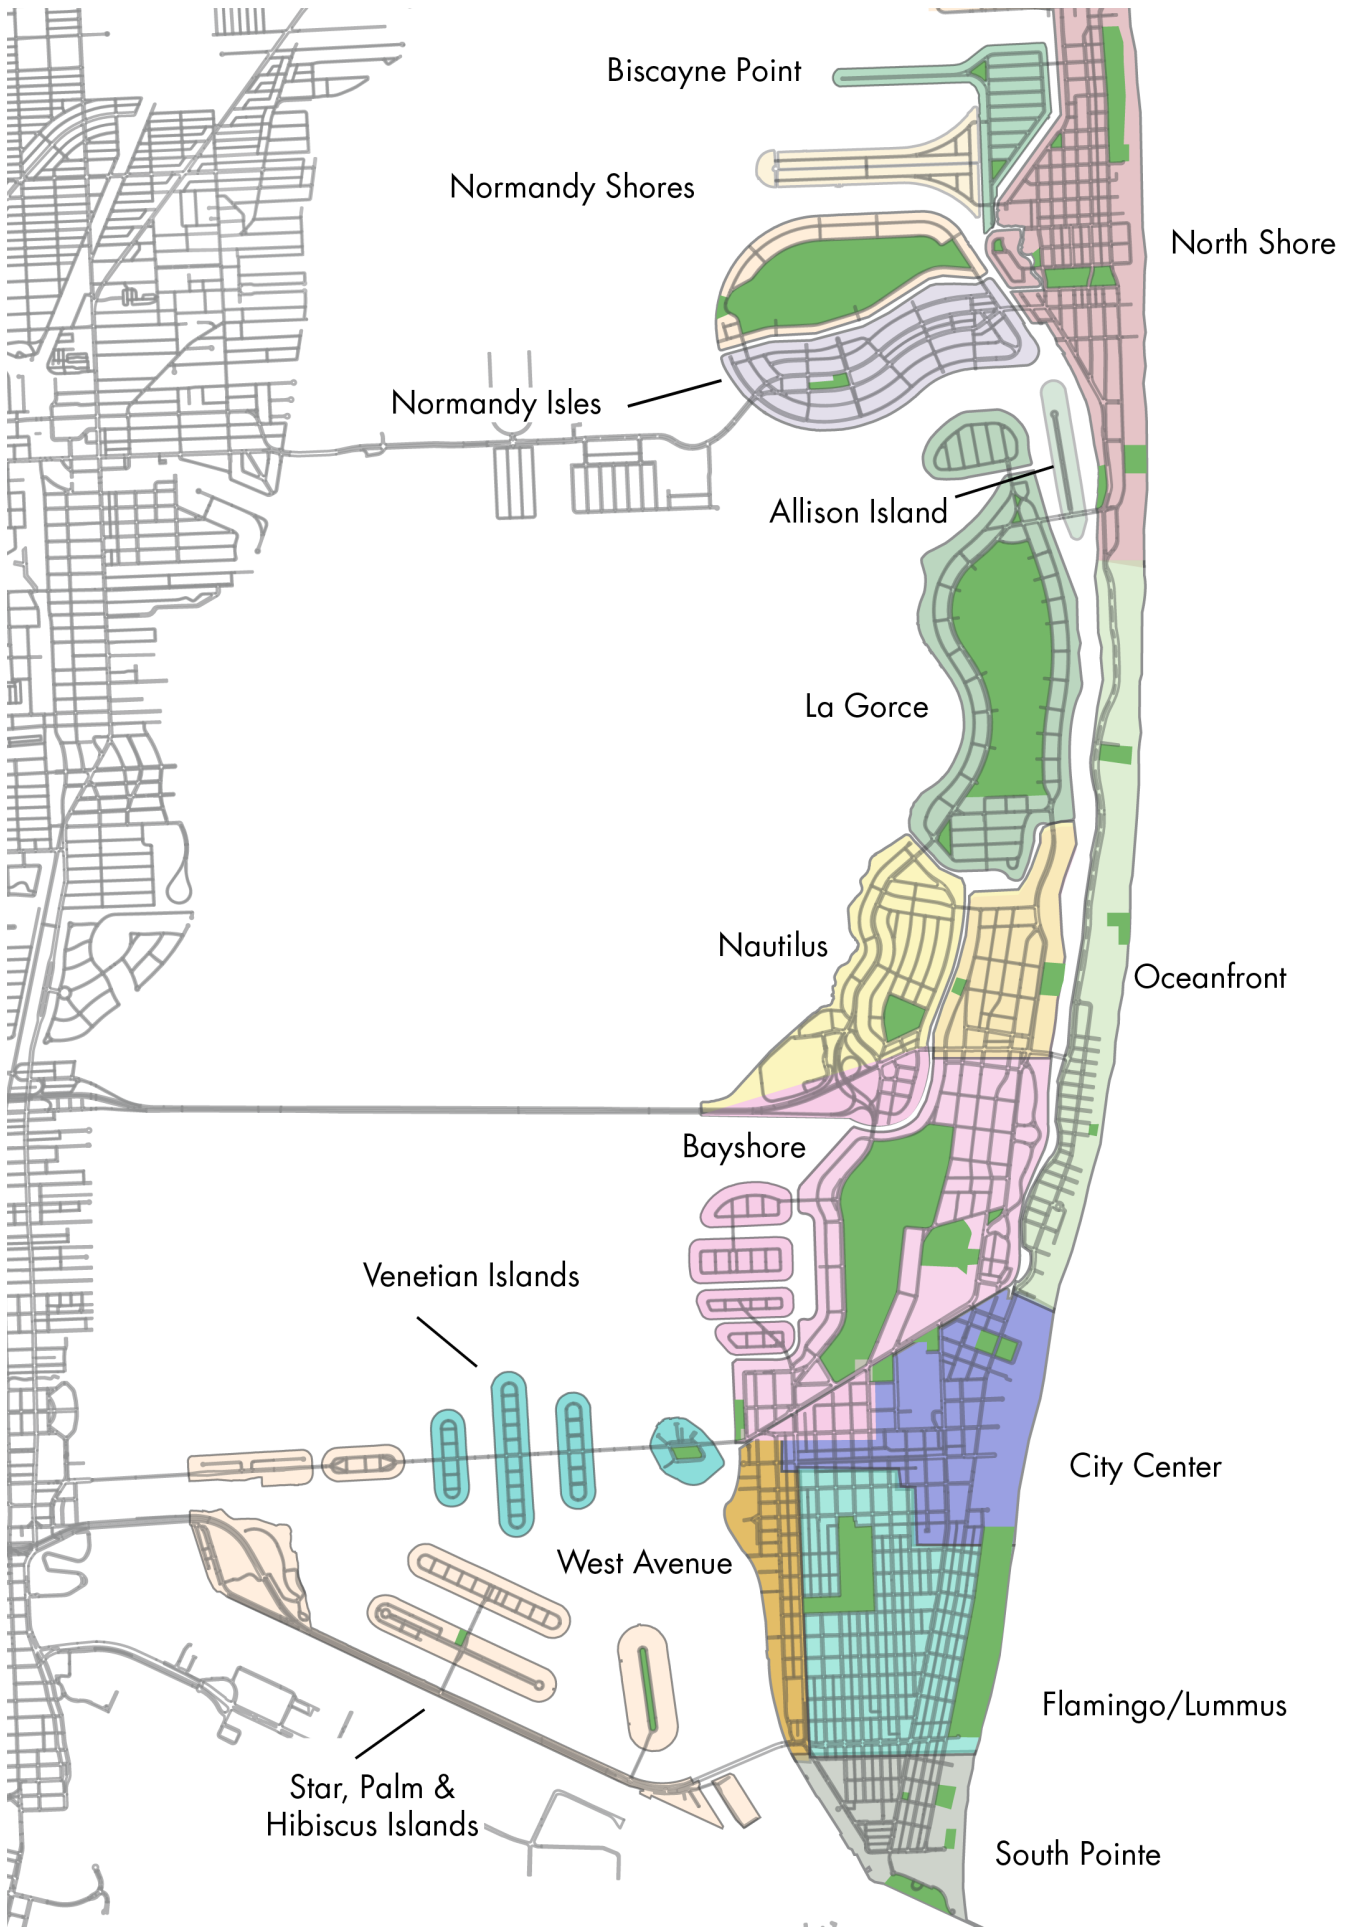 Biscayne Point
Normandy Shores
North Shore
Normandy Isles
Allison Island
La Gorce
Nautilus
Oceanfront
Bayshore
Venetian Islands
City Center
West Avenue
Flamingo/Lummus
Star, Palm &
Hibiscus Islands
South Pointe